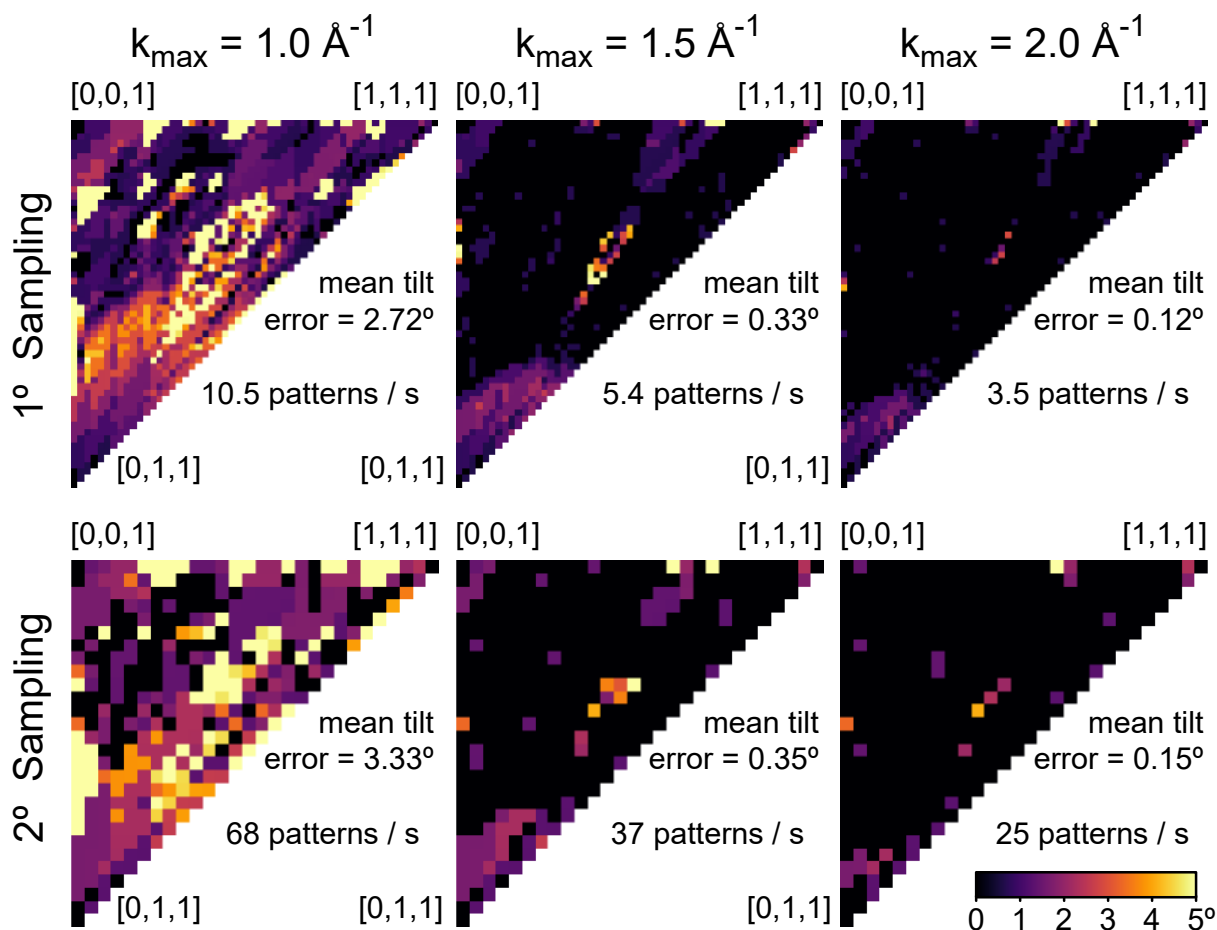 k_max = 1.0 Å⁻¹
k_max = 1.5 Å⁻¹
k_max = 2.0 Å⁻¹
[0,0,1]
[1,1,1]
[0,0,1]
[1,1,1]
[0,0,1]
[1,1,1]
1º Sampling
mean tilt
error = 2.72º
10.5 patterns / s
mean tilt
error = 0.33º
5.4 patterns / s
mean tilt
error = 0.12º
3.5 patterns / s
[0,1,1]
[0,1,1]
[0,1,1]
[0,0,1]
[1,1,1]
[0,0,1]
[1,1,1]
[0,0,1]
[1,1,1]
2º Sampling
mean tilt
error = 3.33º
68 patterns / s
mean tilt
error = 0.35º
37 patterns / s
mean tilt
error = 0.15º
25 patterns / s
[0,1,1]
[0,1,1]
[0,1,1]
0 1 2 3 4 5º